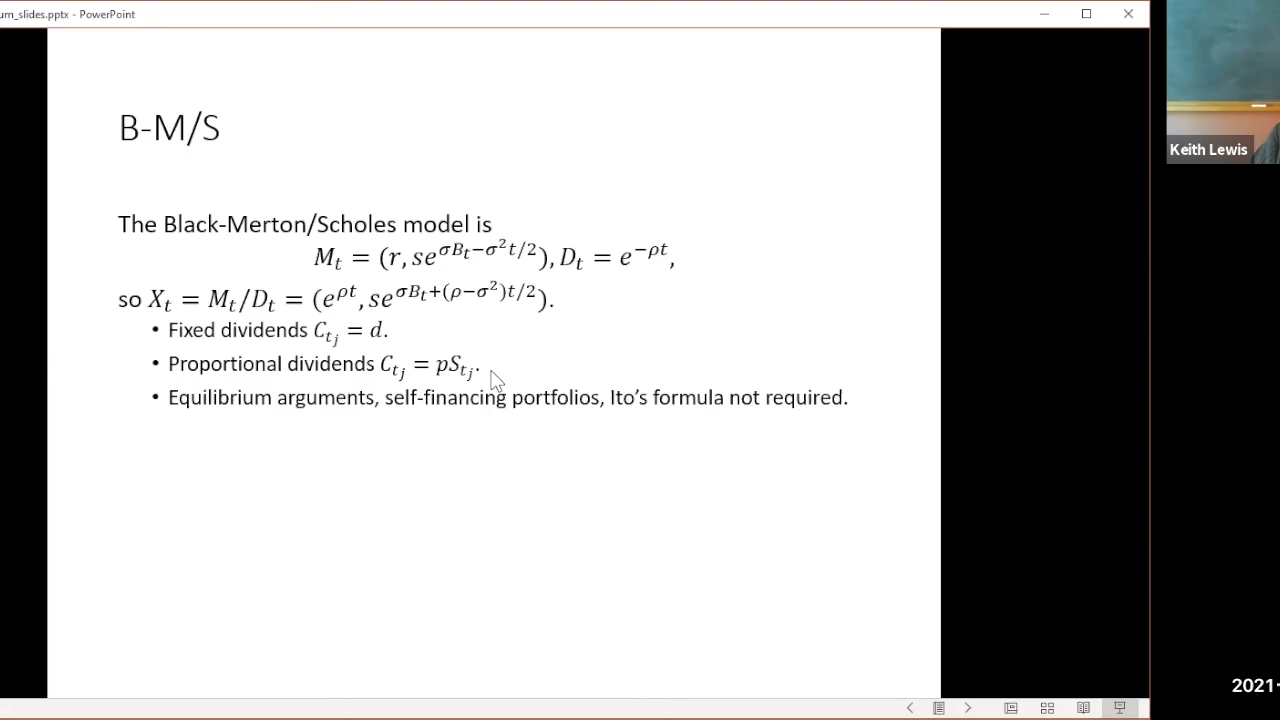 um_slides.pptx - PowerPoint
B-M/S
The Black-Merton/Scholes model is
M_t = (r, se^{σB_t−σ^2t/2}), D_t = e^{−ρt},
so X_t = M_t/D_t = (e^{ρt}, se^{σB_t+(ρ−σ^2)t/2}).
• Fixed dividends C_{t_j} = d.
• Proportional dividends C_{t_j} = pS_{t_j}.
• Equilibrium arguments, self-financing portfolios, Ito’s formula not required.
Keith Lewis
2021-